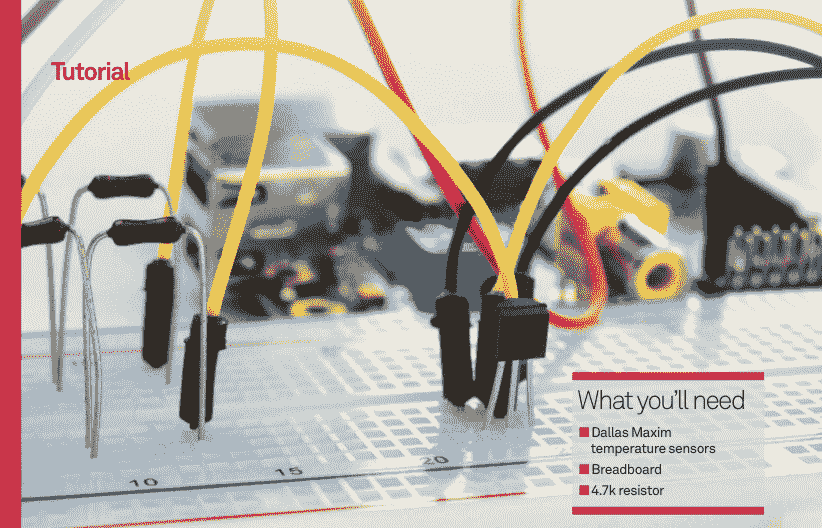 Tutorial
What you'll need
Dallas Maxim
temperature sensors
Breadboard
4.7k resistor
10
15
20